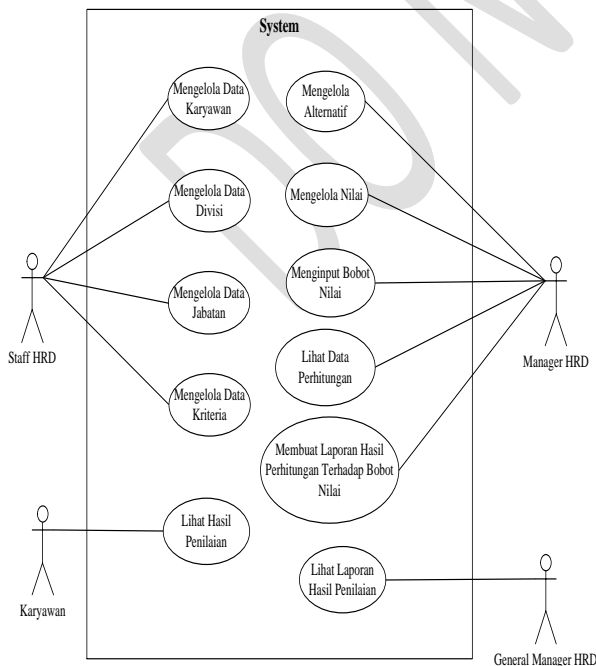 System
Mengelola Data
Karyawan
Mengelola
Alternatif
Mengelola Data
Divisi
Mengelola Nilai
Mengelola Data
Jabatan
Menginput Bobot
Nilai
Staff HRD
Manager HRD
Lihat Data
Perhitungan
Mengelola Data
Kriteria
Membuat Laporan Hasil
Perhitungan Terhadap Bobot
Nilai
Lihat Hasil
Penilaian
Karyawan
Lihat Laporan
Hasil Penilaian
General Manager HRD